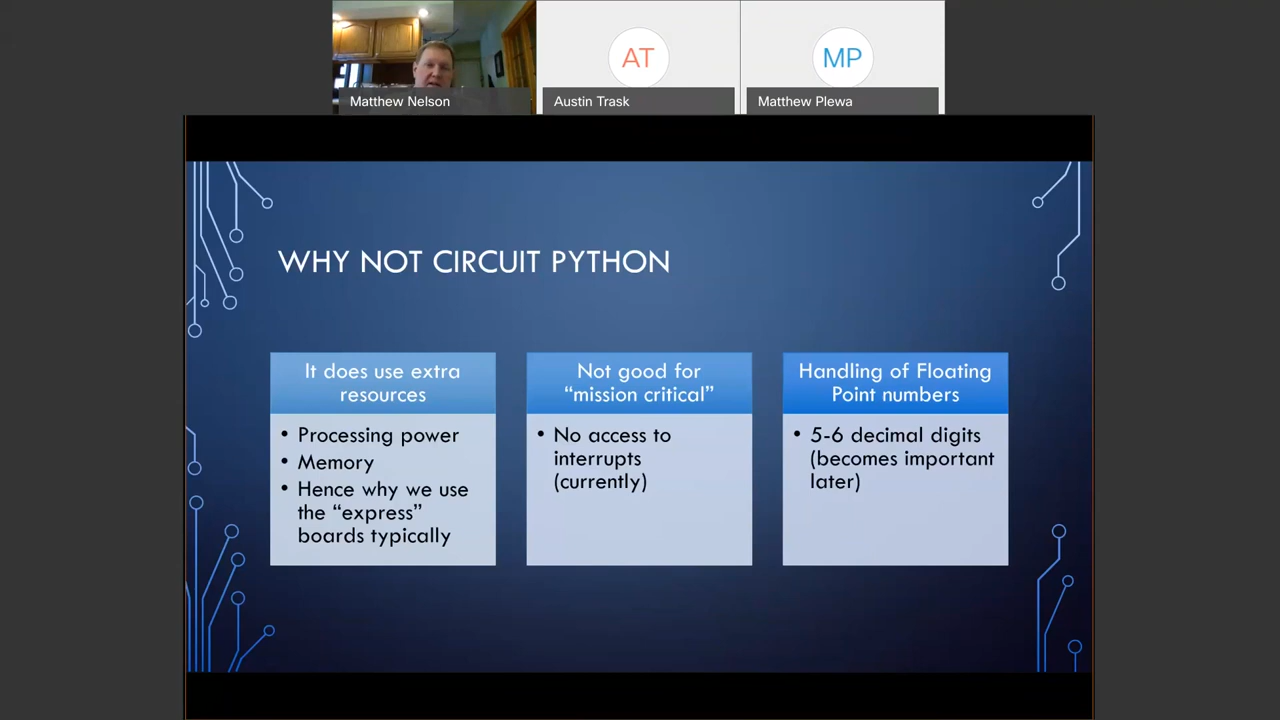 AT
MP
Matthew Nelson
Austin Trask
Matthew Plewa
WHY NOT CIRCUIT PYTHON
It does use extra
resources
• Processing power
• Memory
• Hence why we use
the “express”
boards typically
Not good for
“mission critical”
• No access to
interrupts
(currently)
Handling of Floating
Point numbers
• 5-6 decimal digits
(becomes important
later)